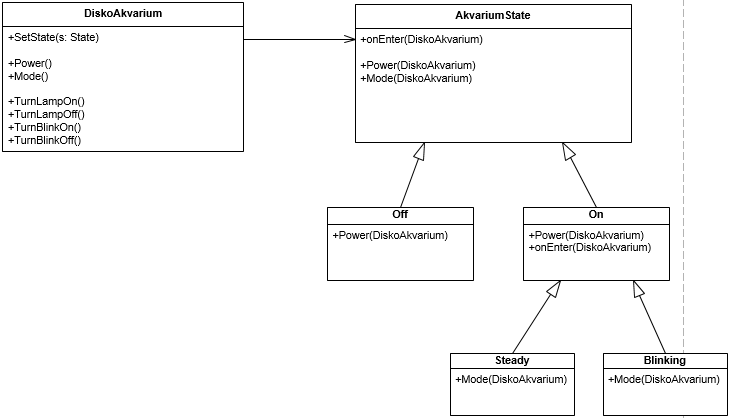 DiskoAkvarium
+SetState(s: State)
+Power()
+Mode()
+TurnLampOn()
+TurnLampOff()
+TurnBlinkOn()
+TurnBlinkOff()
AkvariumState
+onEnter(DiskoAkvarium)
+Power(DiskoAkvarium)
+Mode(DiskoAkvarium)
Off
+Power(DiskoAkvarium)
On
+Power(DiskoAkvarium)
+onEnter(DiskoAkvarium)
Steady
+Mode(DiskoAkvarium)
Blinking
+Mode(DiskoAkvarium)